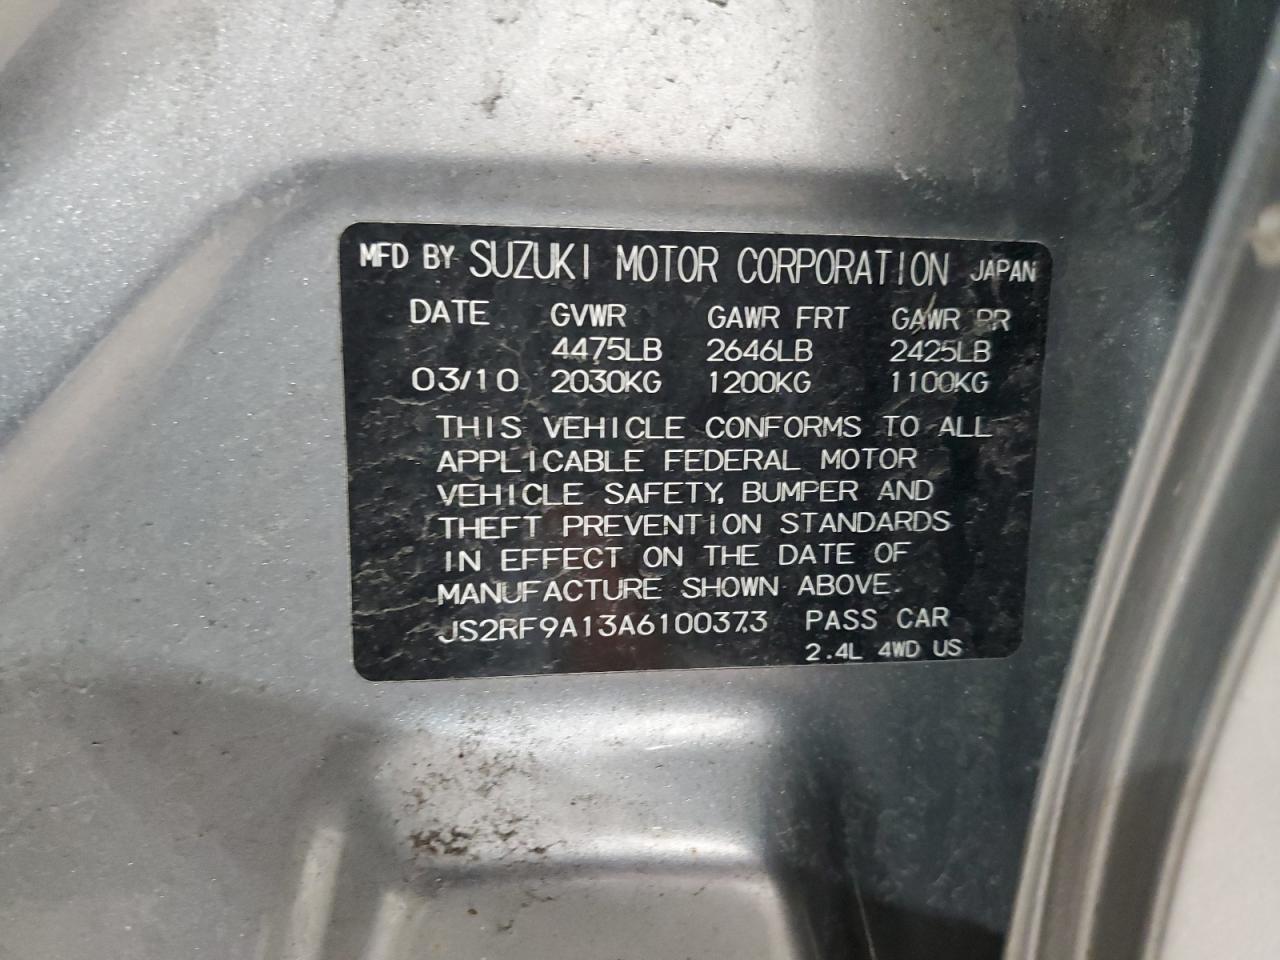 MFD BY SUZUKI MOTOR CORPORATION JAPAN
DATE GVWR GAWR FRT GAWR RR
4475LB 2646LB 2425LB
03/10 2030KG 1200KG 1100KG
THIS VEHICLE CONFORMS TO ALL
APPLICABLE FEDERAL MOTOR
VEHICLE SAFETY, BUMPER AND
THEFT PREVENTION STANDARDS
IN EFFECT ON THE DATE OF
MANUFACTURE SHOWN ABOVE.
JS2RF9A13A6100373 PASS CAR
2.4L 4WD US